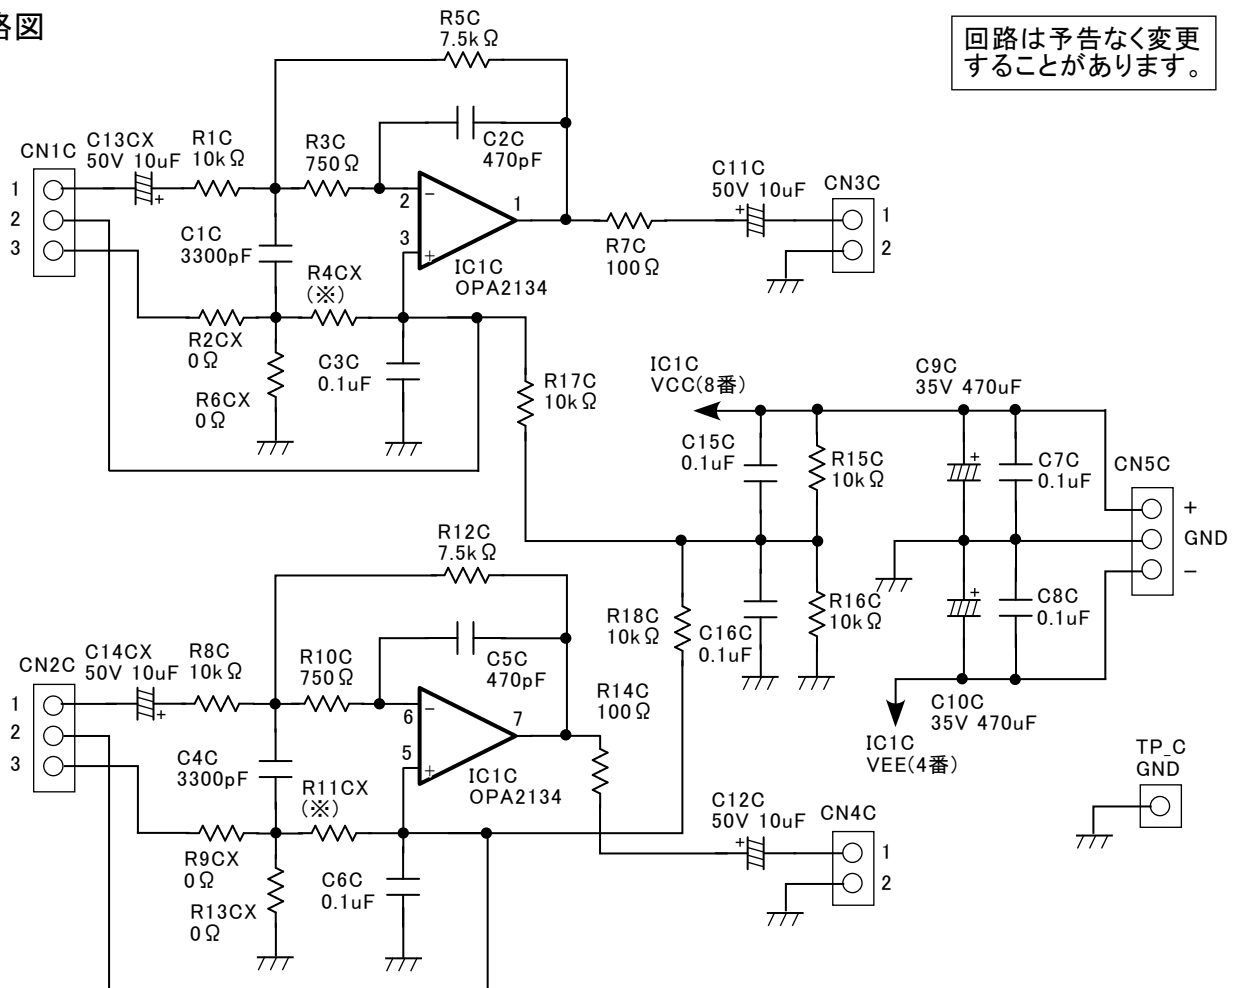 略図
回路は予告なく変更
することがあります。
R5C
7.5kΩ
C2C
470pF
CN1C
1
2
3
C13CX
50V 10uF
+
R1C
10kΩ
R3C
750Ω
2
−
3
+
1
IC1C
OPA2134
C1C
3300pF
R4CX
(※)
R2CX
0Ω
R6CX
0Ω
C3C
0.1uF
R7C
100Ω
C11C
50V 10uF
+
CN3C
1
2
R17C
10kΩ
IC1C
VCC(8番)
C9C
35V 470uF
+
C15C
0.1uF
R15C
10kΩ
C7C
0.1uF
CN5C
+
GND
−
R12C
7.5kΩ
C5C
470pF
CN2C
1
2
3
C14CX
50V 10uF
+
R8C
10kΩ
R10C
750Ω
6
−
5
+
7
IC1C
OPA2134
C4C
3300pF
R11CX
(※)
R9CX
0Ω
R13CX
0Ω
C6C
0.1uF
R14C
100Ω
R18C
10kΩ
C16C
0.1uF
R16C
10kΩ
+
C8C
0.1uF
C10C
35V 470uF
IC1C
VEE(4番)
C12C
50V 10uF
+
CN4C
1
2
TP_C
GND